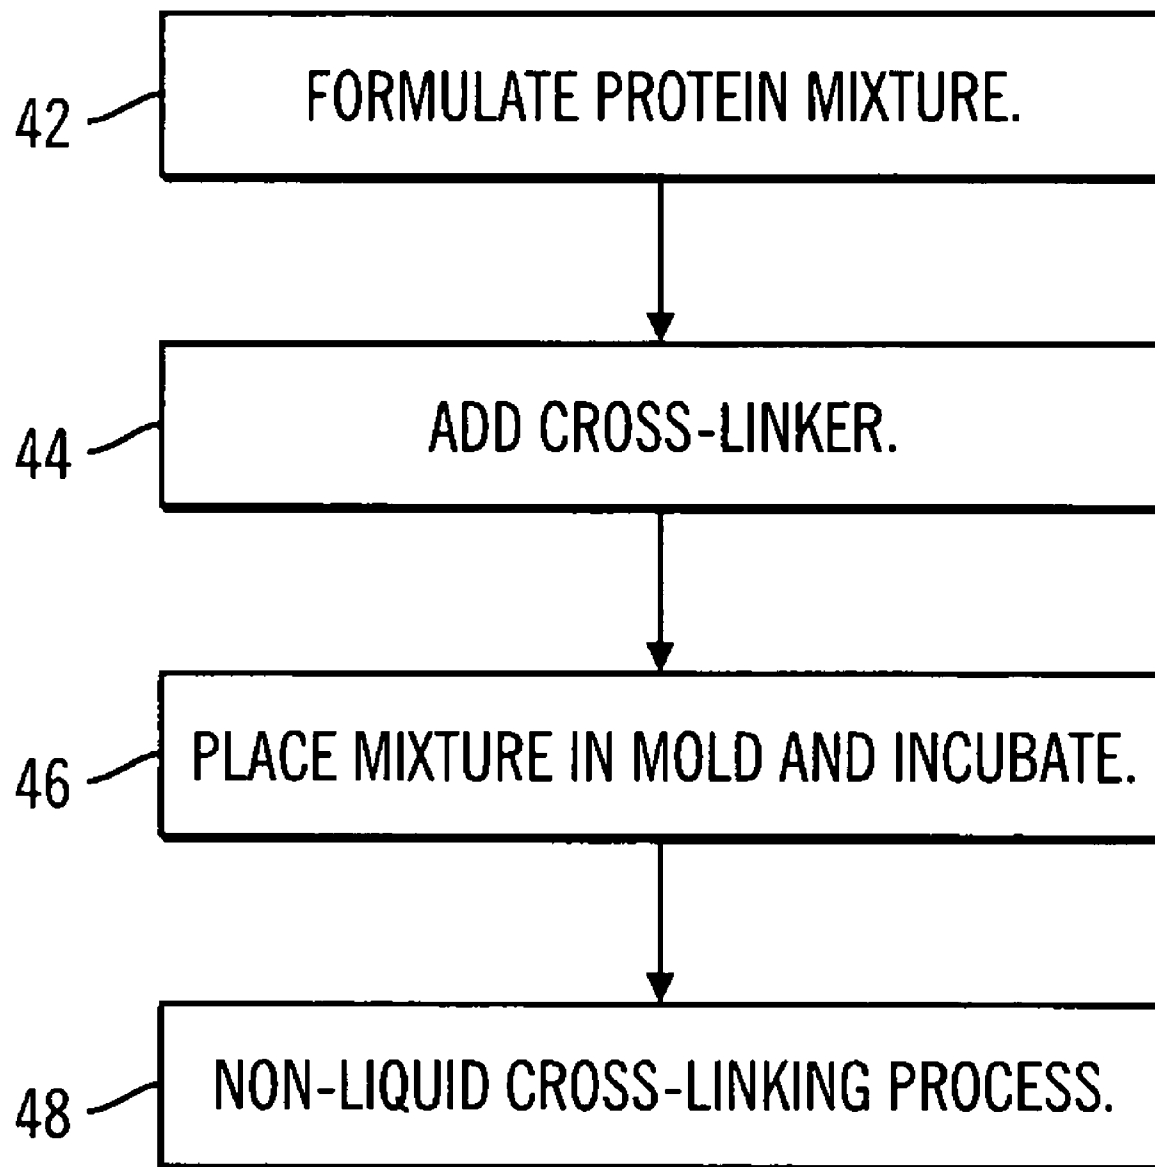 42
FORMULATE PROTEIN MIXTURE.
44
ADD CROSS-LINKER.
46
PLACE MIXTURE IN MOLD AND INCUBATE.
48
NON-LIQUID CROSS-LINKING PROCESS.